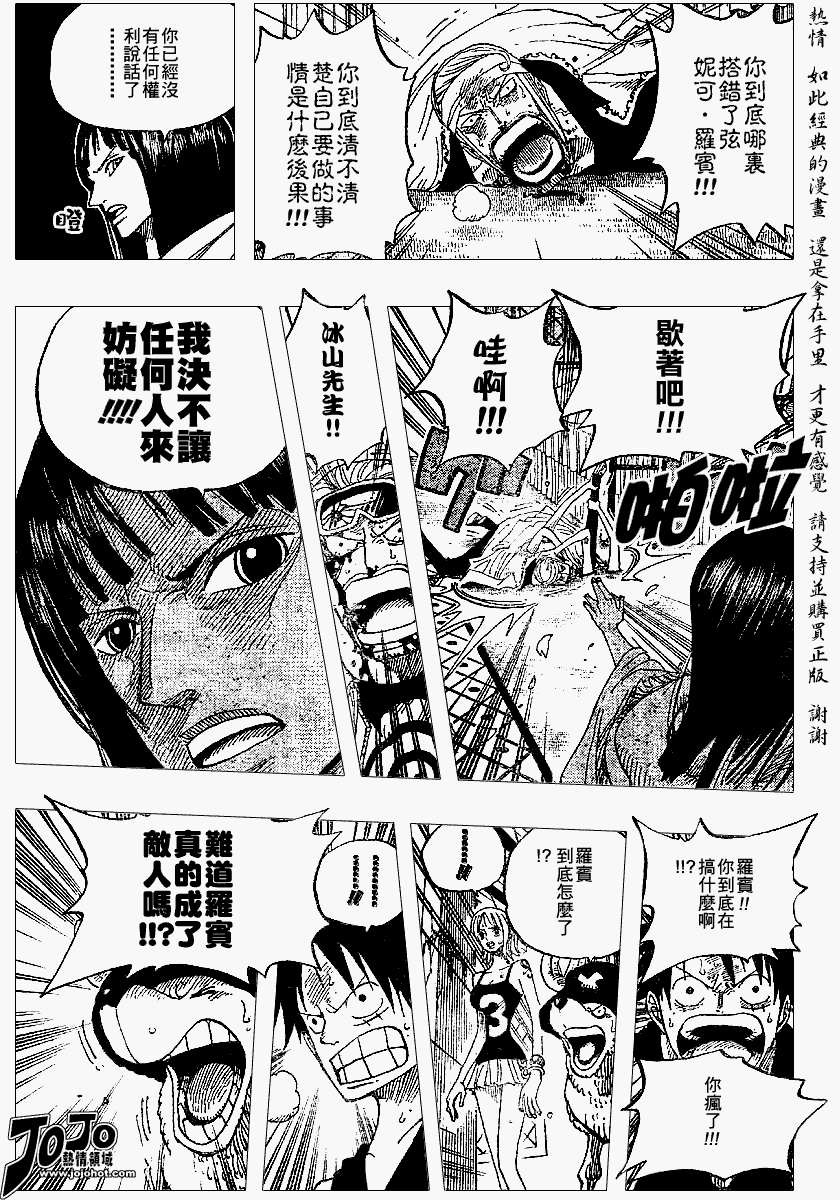 你到底哪裏
搭錯了弦
妮可·羅賓!!!
你到底清不清
楚自己要做的事
情是什麽後果
!!!
你已經沒
有任何權
利說話了
…………
瞪
歇著吧!!!
啪啦
哇啊!!!
冰山先生!!
我決不讓
任何人來
妨礙!!!!
羅賓!!
你到底在
搞什麼啊
!!?
你瘋了!!!
羅賓
到底怎麼了
!?
…………!!
…………!!
難道羅賓
真的成了
敵人嗎!!?
熱情 如此經典的漫畫 還是拿在手里 才更有感覺 請支持並購買正版 謝謝
JOJO
熱情領域
www.jojohot.com